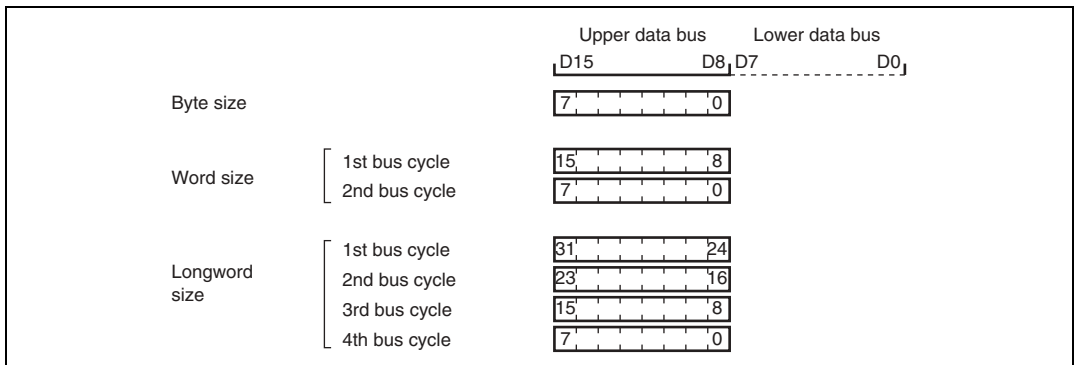 Upper data bus Lower data bus
D15 D8 D7 D0
Byte size 7 0
Word size
1st bus cycle 15 8
2nd bus cycle 7 0
Longword size
1st bus cycle 31 24
2nd bus cycle 23 16
3rd bus cycle 15 8
4th bus cycle 7 0